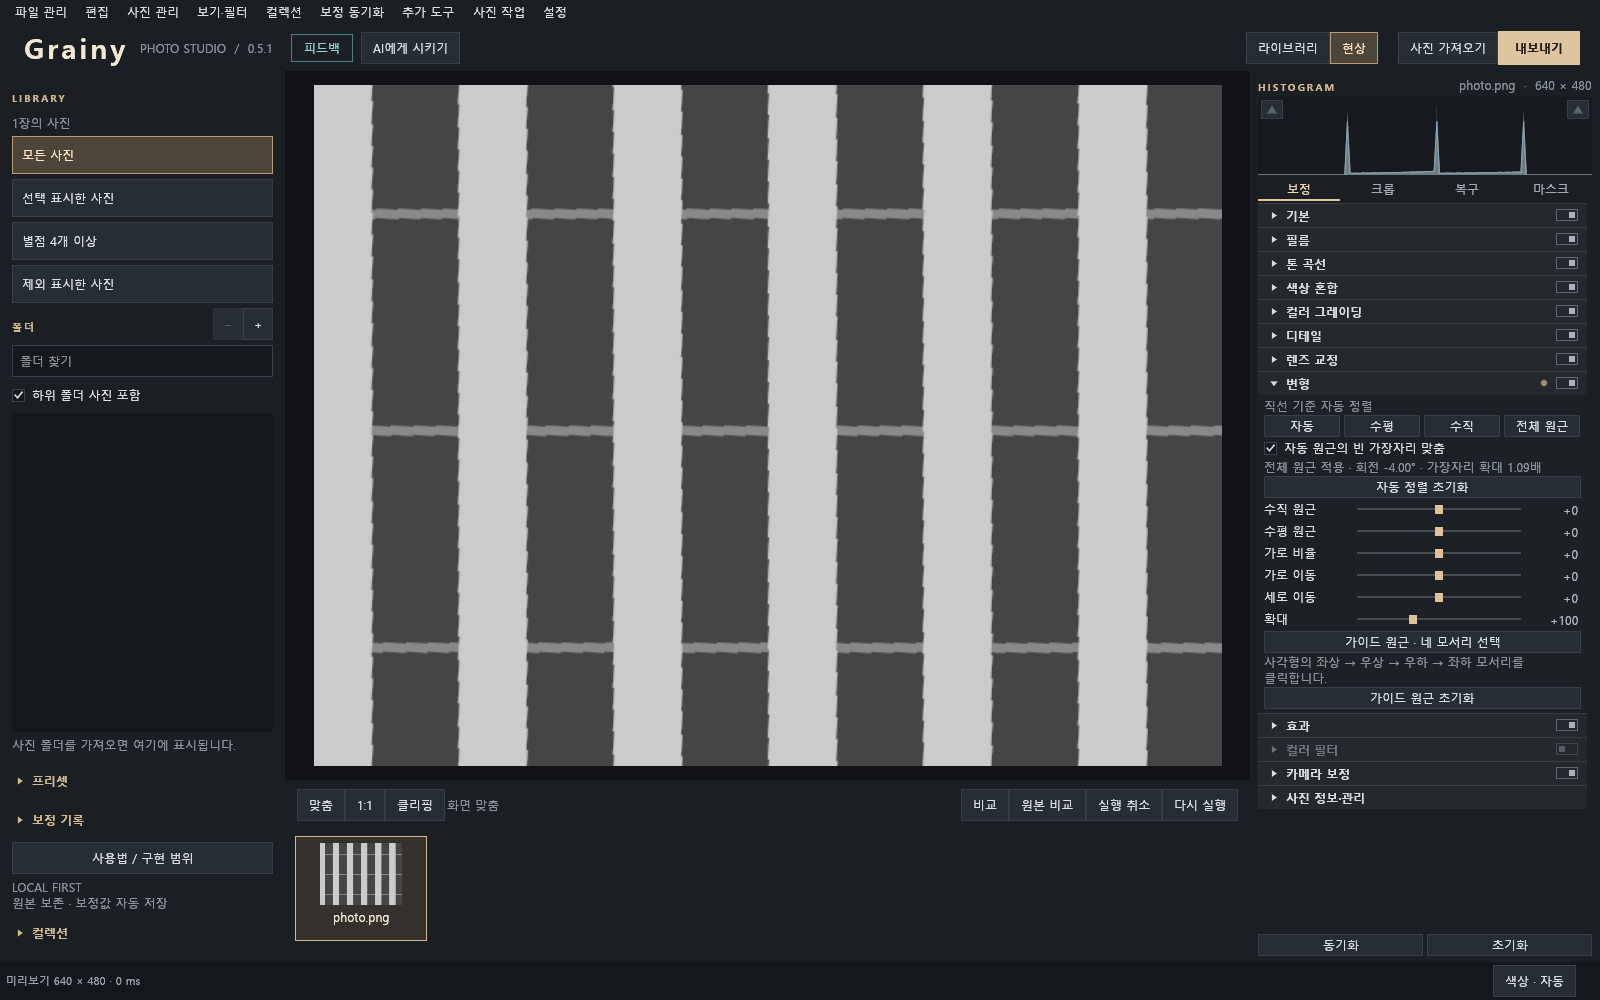 파일 관리 편집 사진 관리 보기·필터 컬렉션 보정 동기화 추가 도구 사진 작업 설정
Grainy PHOTO STUDIO / 0.5.1 피드백 AI에게 시키기 라이브러리 현상 사진 가져오기 내보내기
LIBRARY
1장의 사진
모든 사진
선택 표시한 사진
별점 4개 이상
제외 표시한 사진
폴더 − +
폴더 찾기
하위 폴더 사진 포함
사진 폴더를 가져오면 여기에 표시됩니다.
프리셋
보정 기록
사용법 / 구현 범위
LOCAL FIRST
원본 보존 · 보정값 자동 저장
컬렉션
맞춤 1:1 클리핑 화면 맞춤 비교 원본 비교 실행 취소 다시 실행
photo.png
HISTOGRAM photo.png · 640 × 480
보정 크롭 복구 마스크
기본
필름
톤 곡선
색상 혼합
컬러 그레이딩
디테일
렌즈 교정
변형
직선 기준 자동 정렬
자동 수평 수직 전체 원근
자동 원근의 빈 가장자리 맞춤
전체 원근 적용 · 회전 -4.00° · 가장자리 확대 1.09배
자동 정렬 초기화
수직 원근 +0
수평 원근 +0
가로 비율 +0
가로 이동 +0
세로 이동 +0
확대 +100
가이드 원근 · 네 모서리 선택
사각형의 좌상 → 우상 → 우하 → 좌하 모서리를
클릭합니다.
가이드 원근 초기화
효과
컬러 필터
카메라 보정
사진 정보·관리
동기화 초기화
미리보기 640 × 480 · 0 ms 색상 · 자동